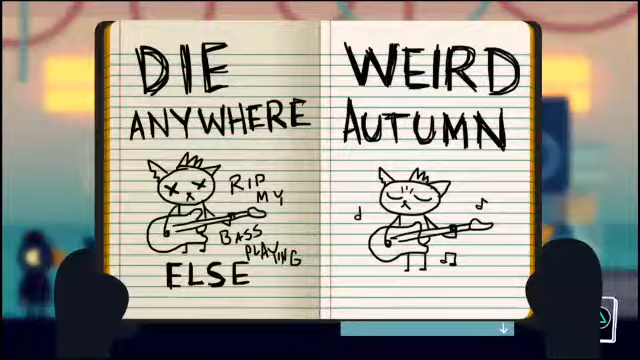 DIE
ANYWHERE
RIP
MY
BASS
PLAYING
ELSE
WEIRD
AUTUMN